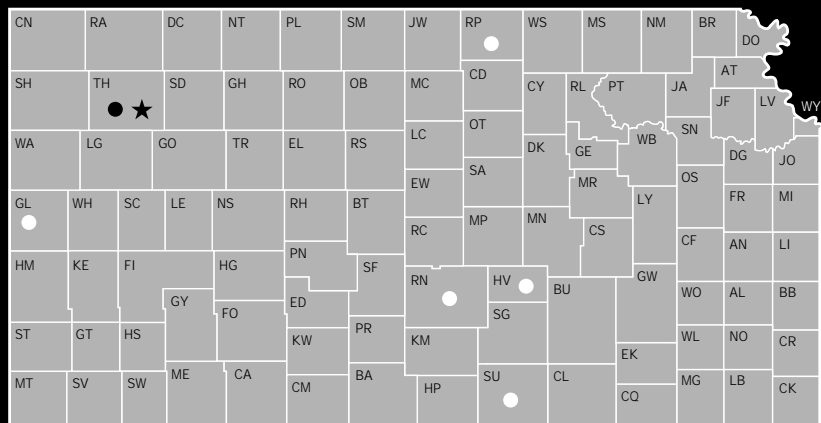 CN RA DC NT PL SM JW RP WS MS NM BR DO
SH TH SD GH RO OB MC CD CY RL PT JA AT
JF LV WY
WA LG GO TR EL RS LC OT DK GE WB SN
DG JO
EW SA MR OS
GL WH SC LE NS RH BT LY FR MI
RC MP MN CS
HM KE FI HG PN SF CF AN LI
RN HV BU GW
GY FO ED WO AL BB
SG
ST GT HS KW PR KM WL NO CR
EK
MT SV SW ME CA CM BA HP SU CL MG LB CK
CQ